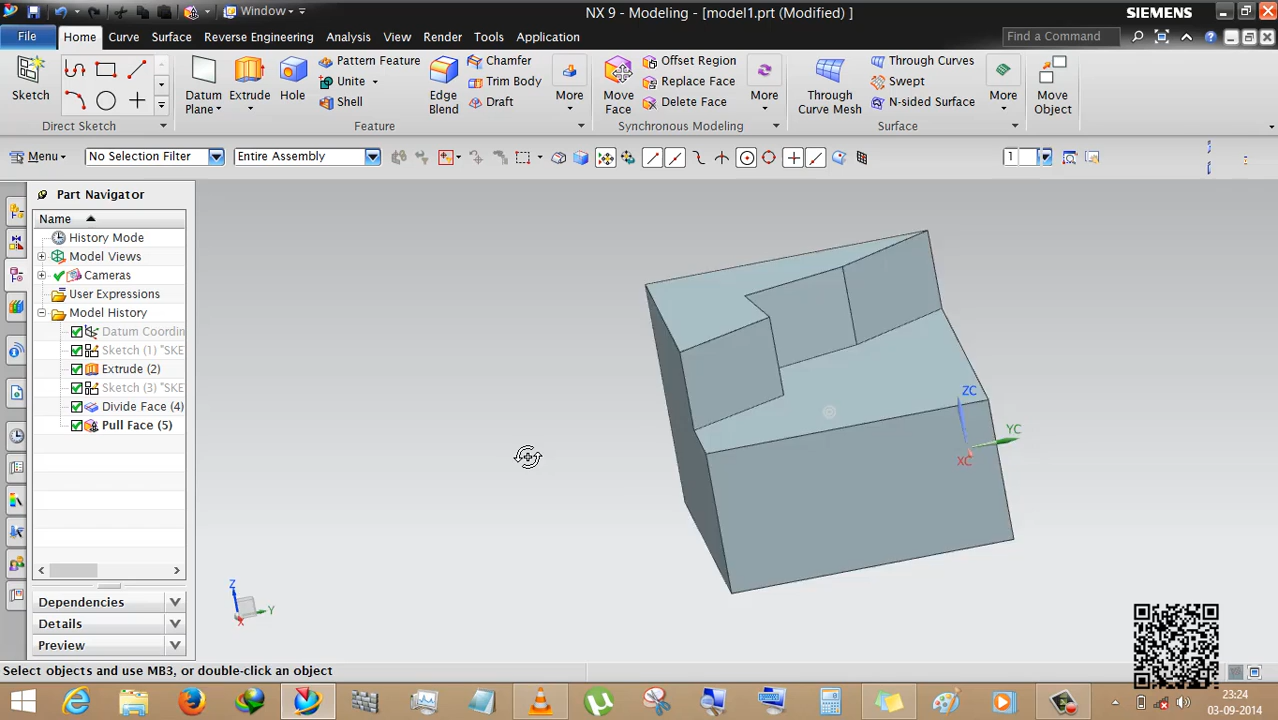 Window
NX 9 - Modeling - [model1.prt (Modified) ]
SIEMENS
File
Home
Curve
Surface
Reverse Engineering
Analysis
View
Render
Tools
Application
Find a Command
Sketch
Direct Sketch
Datum Plane
Extrude
Hole
Pattern Feature
Unite
Shell
Edge Blend
Chamfer
Trim Body
Draft
More
Feature
Move Face
Offset Region
Replace Face
Delete Face
More
Synchronous Modeling
Through Curve Mesh
Through Curves
Swept
N-sided Surface
More
Surface
Move Object
Menu
No Selection Filter
Entire Assembly
1
Part Navigator
Name
History Mode
Model Views
Cameras
User Expressions
Model History
Datum Coordin
Sketch (1) "SKE
Extrude (2)
Sketch (3) "SKE
Divide Face (4)
Pull Face (5)
Dependencies
Details
Preview
ZC
YC
XC
Z
Y
X
Select objects and use MB3, or double-click an object
23:24
03-09-2014